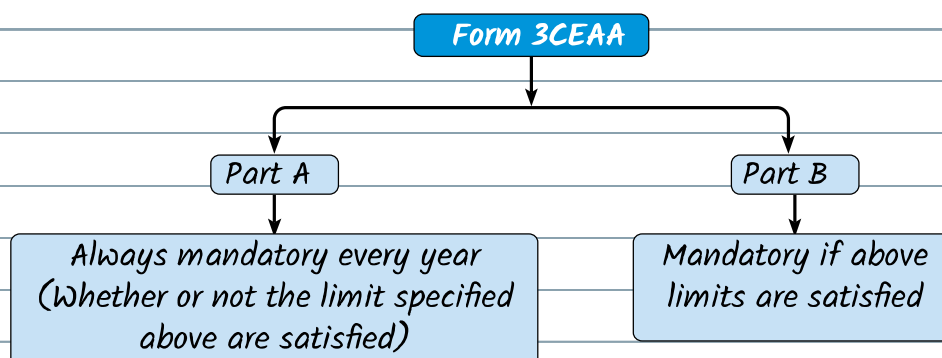 Form 3CEAA
Part A
Part B
Always mandatory every year
(Whether or not the limit specified
above are satisfied)
Mandatory if above
limits are satisfied